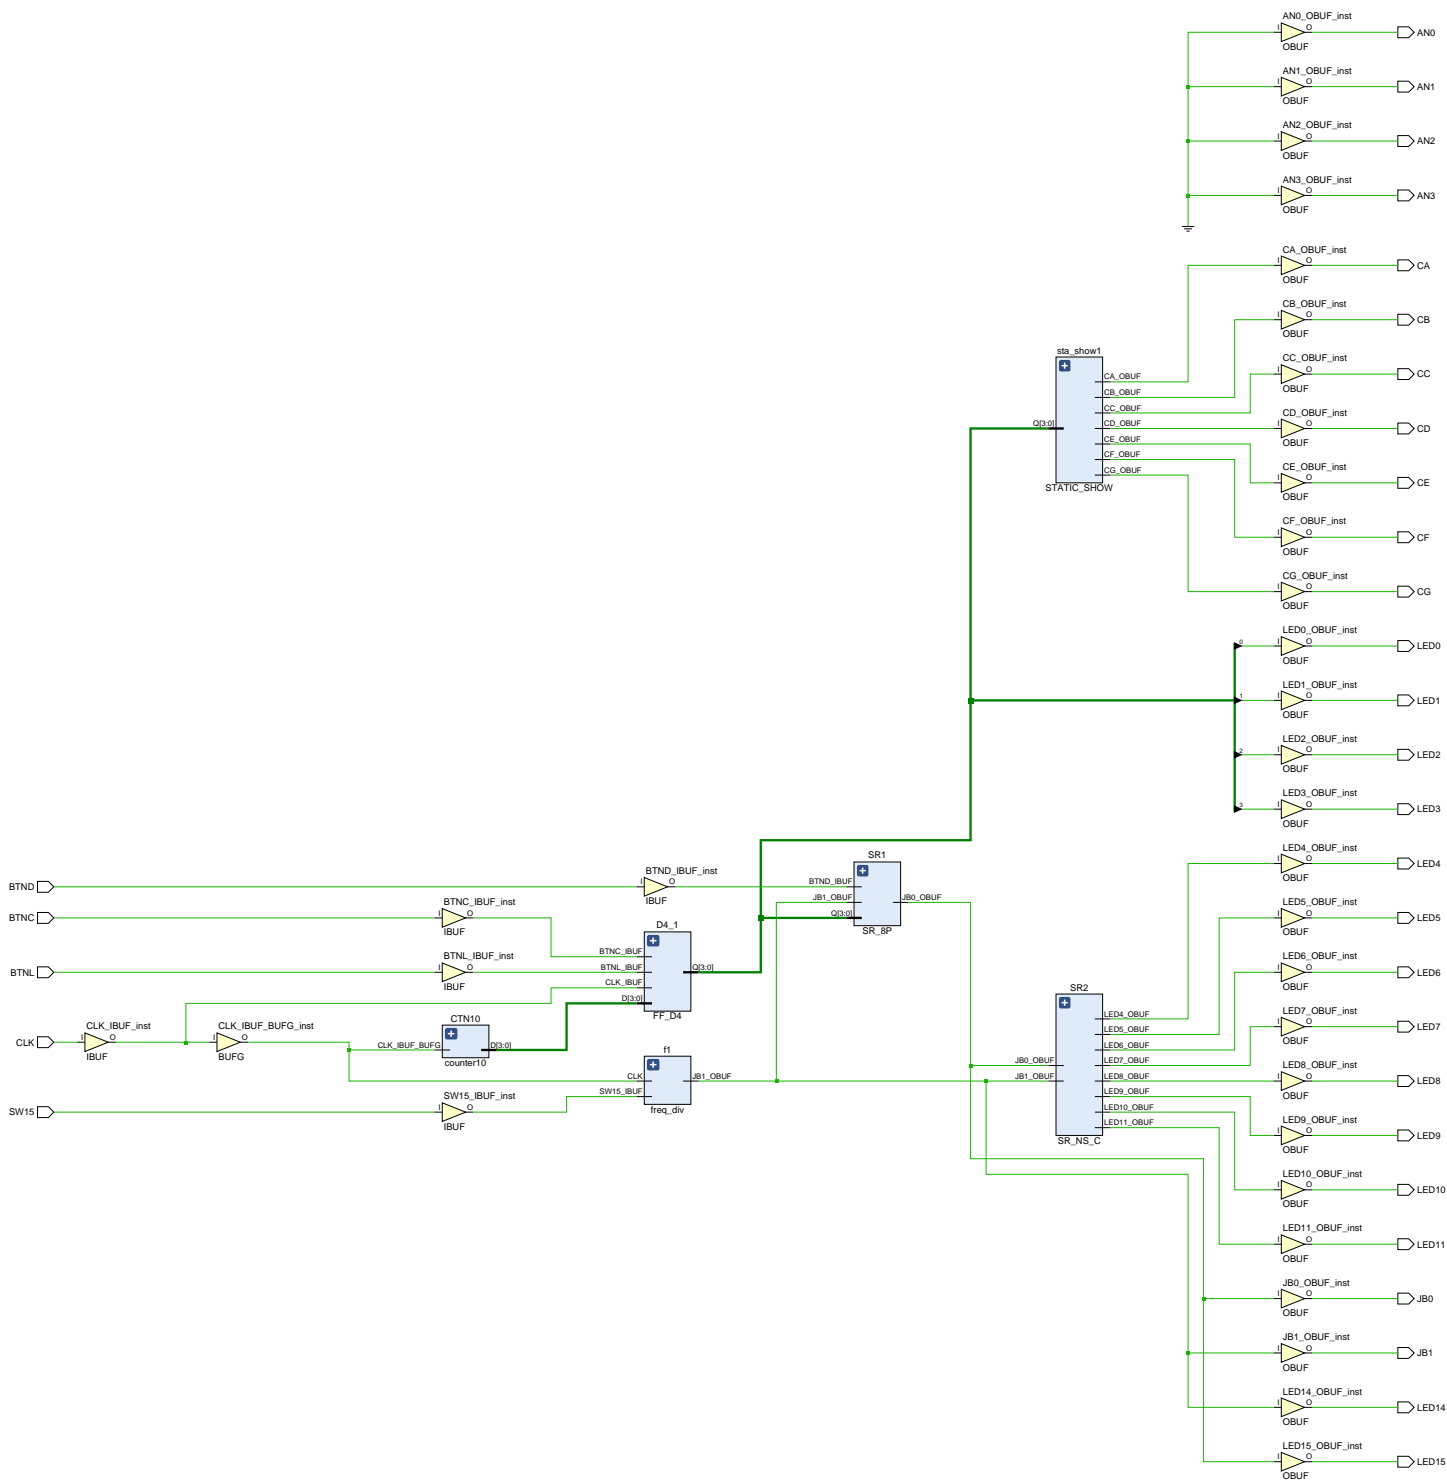 AN0_OBUF_inst
I O AN0
OBUF
AN1_OBUF_inst
I O AN1
OBUF
AN2_OBUF_inst
I O AN2
OBUF
AN3_OBUF_inst
I O AN3
OBUF
CA_OBUF_inst
I O CA
OBUF
CB_OBUF_inst
I O CB
OBUF
CC_OBUF_inst
I O CC
OBUF
CD_OBUF_inst
I O CD
OBUF
CE_OBUF_inst
I O CE
OBUF
CF_OBUF_inst
I O CF
OBUF
CG_OBUF_inst
I O CG
OBUF
sta_show1
CA_OBUF
CB_OBUF
CC_OBUF
Q[3:0] CD_OBUF
CE_OBUF
CF_OBUF
CG_OBUF
STATIC_SHOW
LED0_OBUF_inst
0 I O LED0
OBUF
LED1_OBUF_inst
1 I O LED1
OBUF
LED2_OBUF_inst
2 I O LED2
OBUF
LED3_OBUF_inst
3 I O LED3
OBUF
LED4_OBUF_inst
I O LED4
OBUF
LED5_OBUF_inst
I O LED5
OBUF
LED6_OBUF_inst
I O LED6
OBUF
LED7_OBUF_inst
I O LED7
OBUF
LED8_OBUF_inst
I O LED8
OBUF
LED9_OBUF_inst
I O LED9
OBUF
LED10_OBUF_inst
I O LED10
OBUF
LED11_OBUF_inst
I O LED11
OBUF
JB0_OBUF_inst
I O JB0
OBUF
JB1_OBUF_inst
I O JB1
OBUF
LED14_OBUF_inst
I O LED14
OBUF
LED15_OBUF_inst
I O LED15
OBUF
SR1
BTND_IBUF
JB1_OBUF JB0_OBUF
Q[3:0]
SR_8P
BTND_IBUF_inst
BTND I O
IBUF
BTNC_IBUF_inst
BTNC I O
IBUF
BTNL_IBUF_inst
BTNL I O
IBUF
D4_1
BTNC_IBUF
BTNL_IBUF Q[3:0]
CLK_IBUF
D[3:0]
FF_D4
CLK_IBUF_inst
CLK I O
IBUF
CLK_IBUF_BUFG_inst
I O
BUFG
CTN10
CLK_IBUF_BUFG D[3:0]
counter10
f1
CLK JB1_OBUF
SW15_IBUF
freq_div
SW15_IBUF_inst
SW15 I O
IBUF
SR2
LED4_OBUF
LED5_OBUF
LED6_OBUF
JB0_OBUF LED7_OBUF
JB1_OBUF LED8_OBUF
LED9_OBUF
LED10_OBUF
LED11_OBUF
SR_NS_C